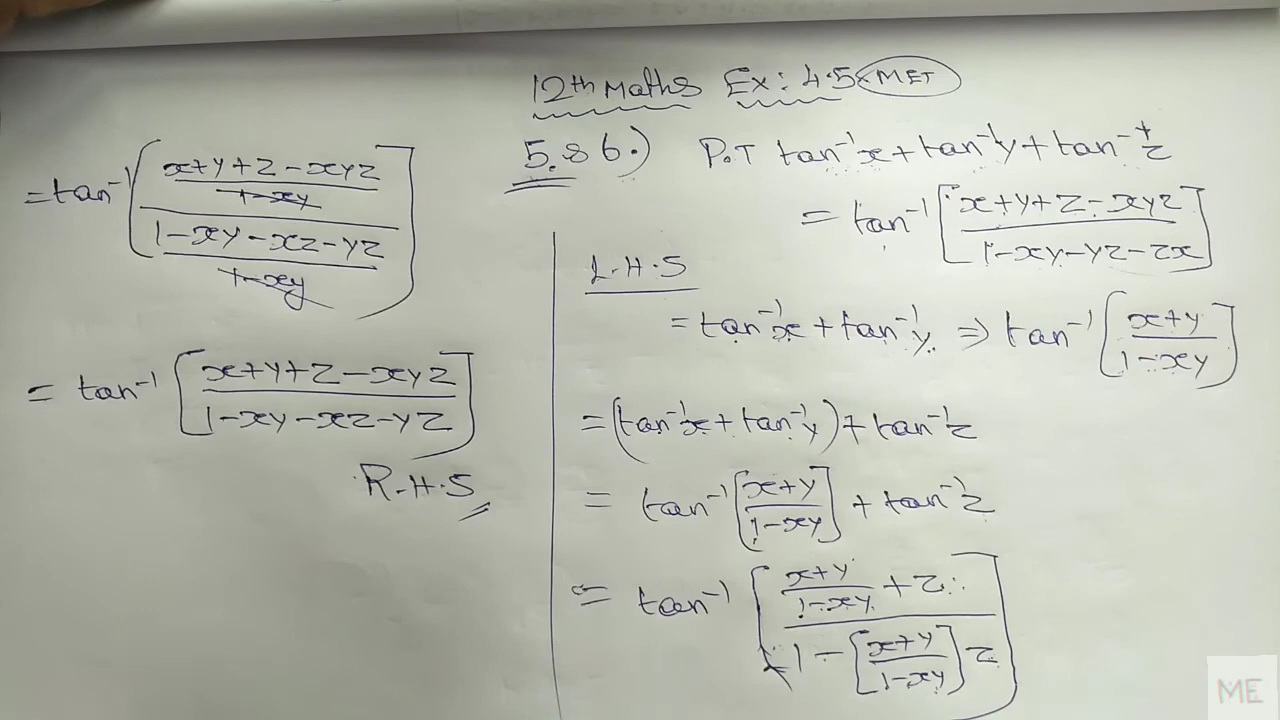 12th Maths Ex: 4.5 MET
5.86.) P.T tan⁻¹x + tan⁻¹y + tan⁻¹z
= tan⁻¹[(x+y+z-xyz)/(1-xy-yz-zx)]
L.H.S
= tan⁻¹x + tan⁻¹y ⇒ tan⁻¹[(x+y)/(1-xy)]
= (tan⁻¹x + tan⁻¹y) + tan⁻¹z
= tan⁻¹[(x+y)/(1-xy)] + tan⁻¹z
= tan⁻¹[((x+y)/(1-xy) + z)/(1-[(x+y)/(1-xy)]z)]
= tan⁻¹[((x+y+z-xyz)/(1-xy))/((1-xy-xz-yz)/(1-xy))]
= tan⁻¹[(x+y+z-xyz)/(1-xy-xz-yz)]
R.H.S
ME